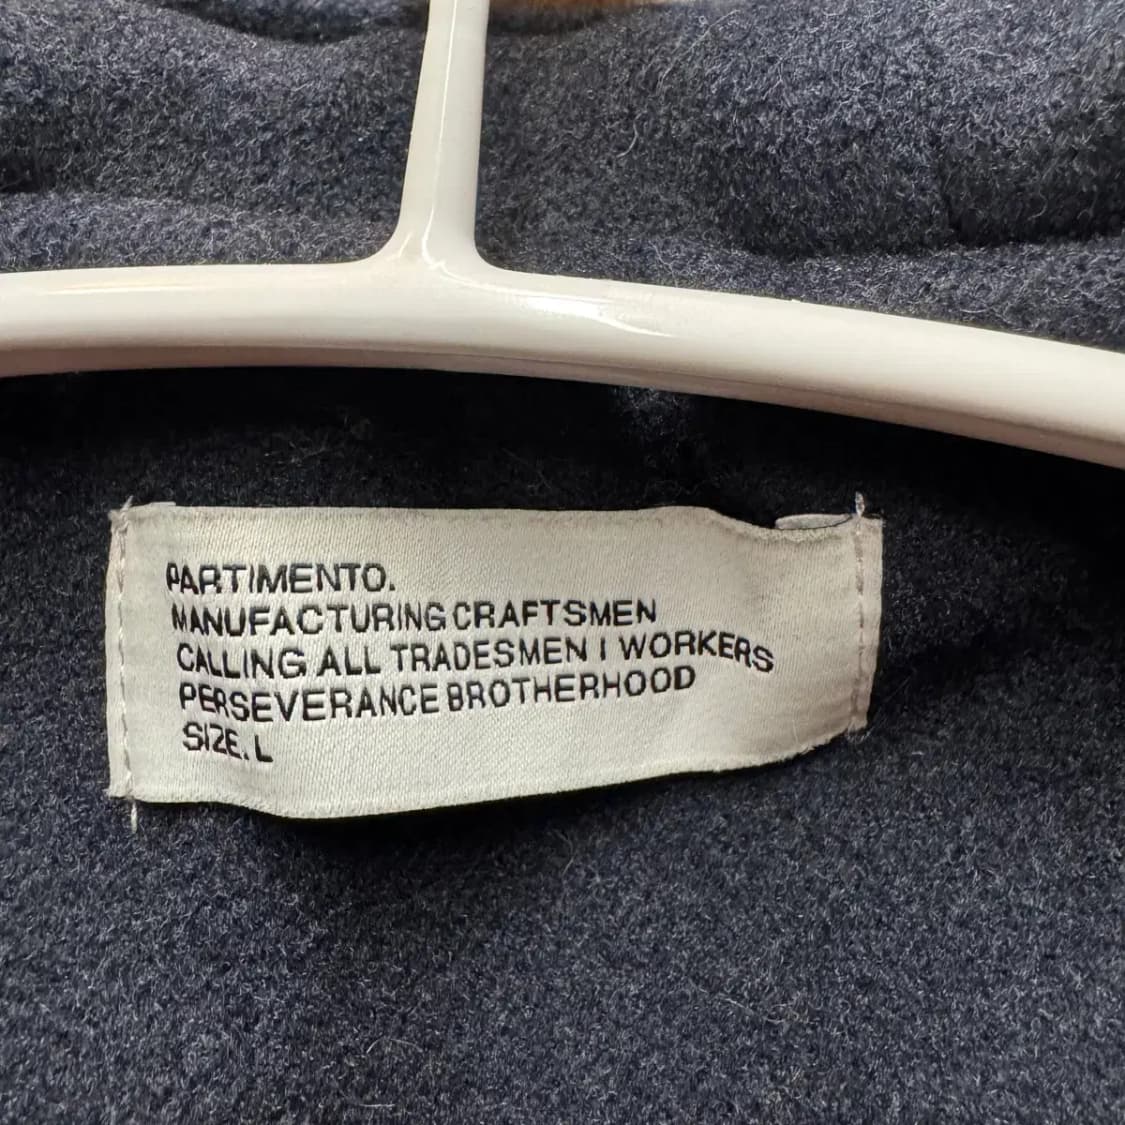 PARTIMENTO.
MANUFACTURING CRAFTSMEN
CALLING ALL TRADESMEN I WORKERS
PERSEVERANCE BROTHERHOOD
SIZE. L